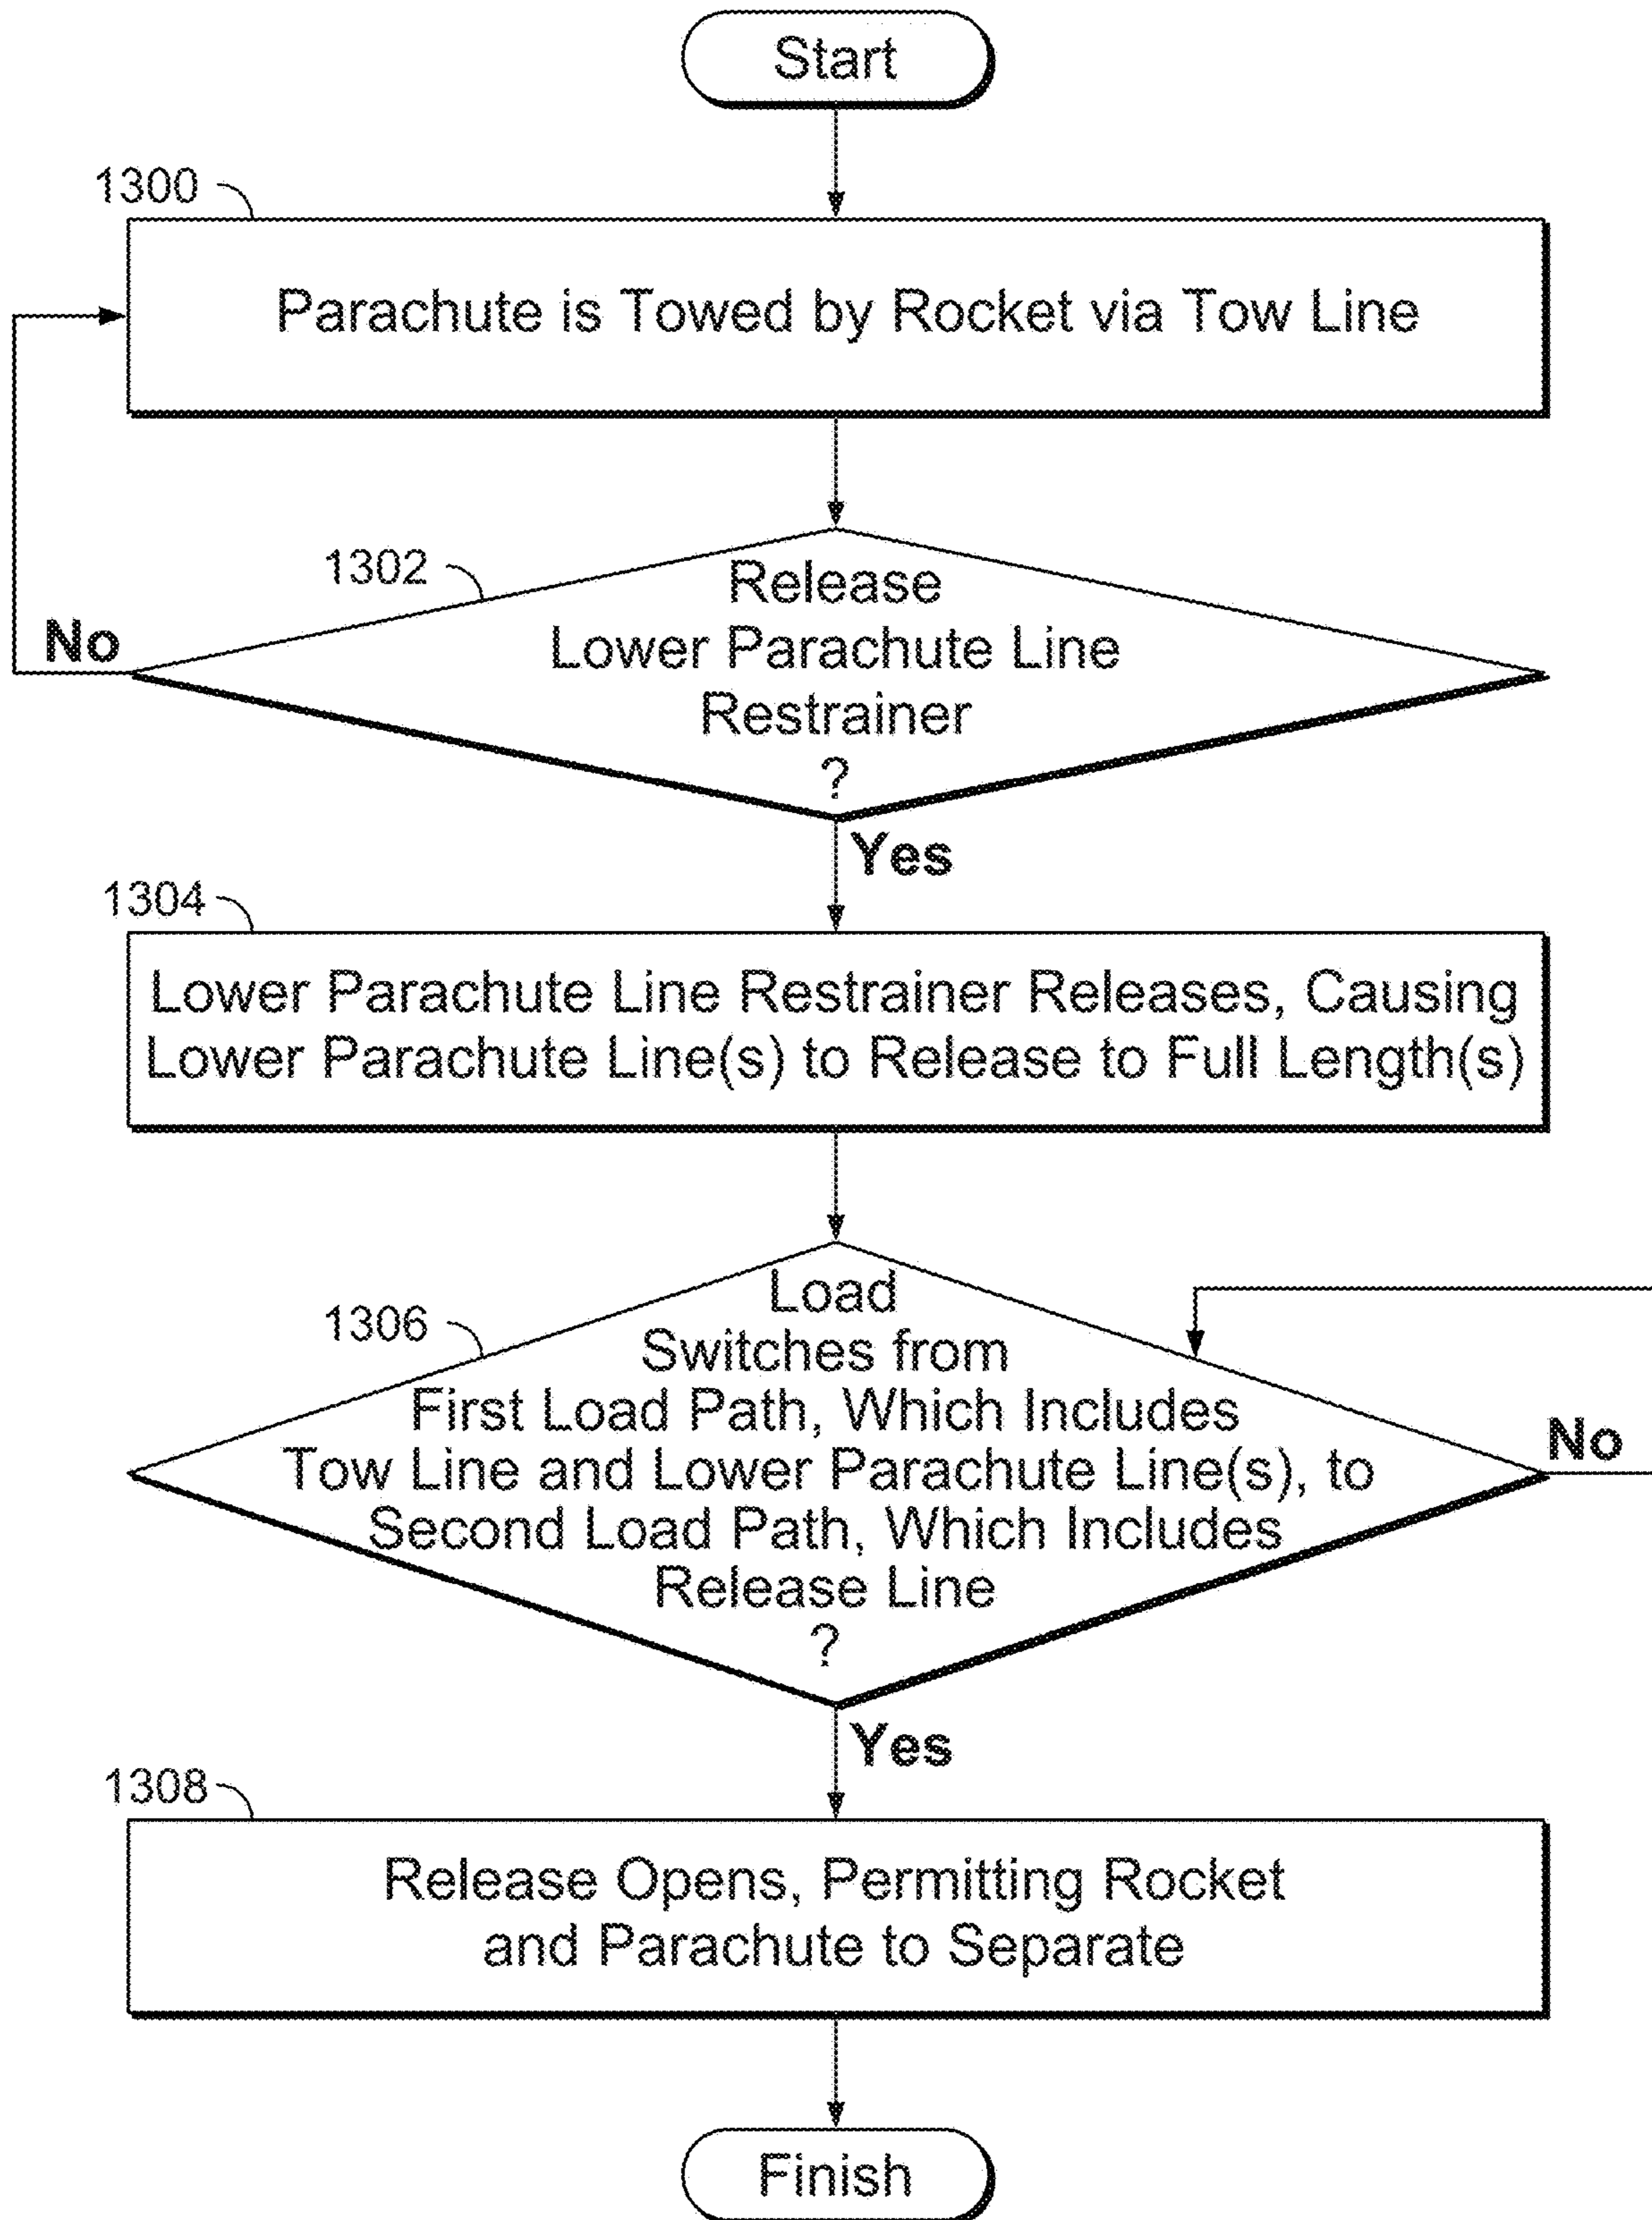 Start
1300
Parachute is Towed by Rocket via Tow Line
1302
Release
Lower Parachute Line
Restrainer
?
No
Yes
1304
Lower Parachute Line Restrainer Releases, Causing
Lower Parachute Line(s) to Release to Full Length(s)
1306
Load
Switches from
First Load Path, Which Includes
Tow Line and Lower Parachute Line(s), to
Second Load Path, Which Includes
Release Line
?
No
Yes
1308
Release Opens, Permitting Rocket
and Parachute to Separate
Finish